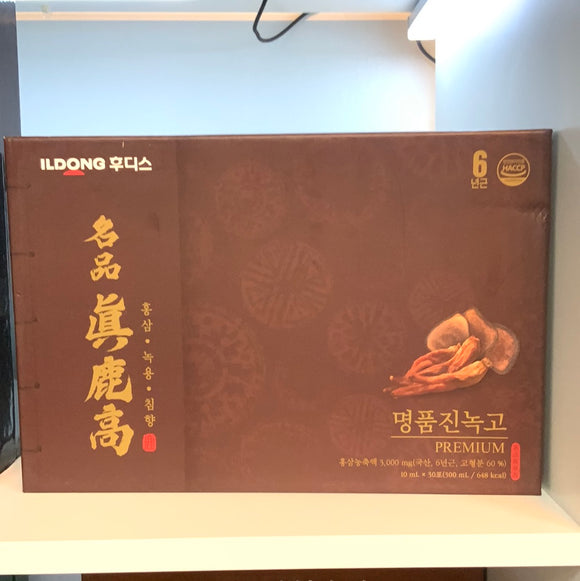 ILDONG 후디스
6
년근
HACCP
名品
眞鹿高
홍삼 • 녹용 • 침향
명품진녹고
PREMIUM
홍삼농축액 3,000 mg(국산, 6년근, 고형분 60 %)
10 mL × 30포(300 mL / 648 kcal)